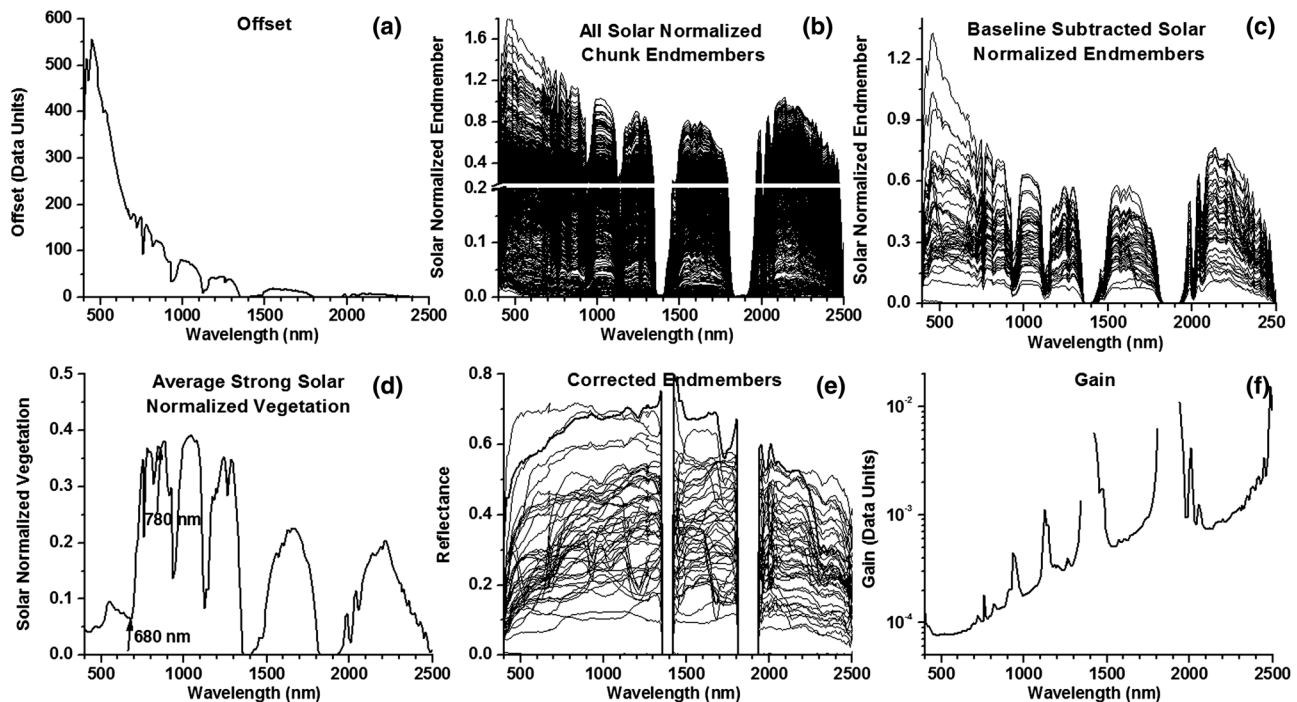 Offset
(a)
600
500
400
300
200
100
0
500
1000
1500
2000
2500
Wavelength (nm)
Offset (Data Units)
All Solar Normalized
Chunk Endmembers
(b)
1.6
1.2
0.8
0.4
0.2
0.1
0.0
500
1000
1500
2000
2500
Wavelength (nm)
Solar Normalized Endmember
Baseline Subtracted Solar
Normalized Endmembers
(c)
1.2
0.9
0.6
0.3
0.0
500
1000
1500
2000
250
Wavelength (nm)
Solar Normalized Endmember
Average Strong Solar
Normalized Vegetation
(d)
0.5
0.4
0.3
0.2
0.1
0.0
780 nm
680 nm
500
1000
1500
2000
2500
Wavelength (nm)
Solar Normalized Vegetation
Corrected Endmembers
(e)
0.8
0.6
0.4
0.2
0.0
500
1000
1500
2000
2500
Wavelength (nm)
Reflectance
Gain
(f)
10-2
10-3
10-4
500
1000
1500
2000
2500
Wavelength (nm)
Gain (Data Units)